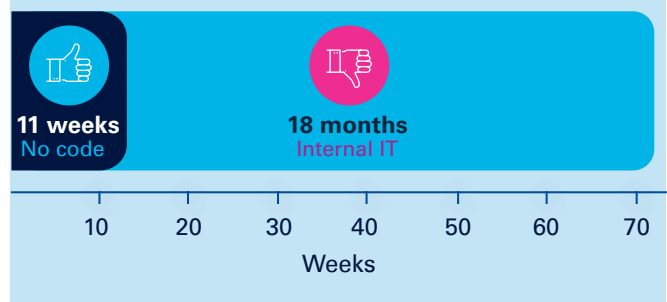 11 weeks
No code
18 months
Internal IT
10 20 30 40 50 60 70
Weeks